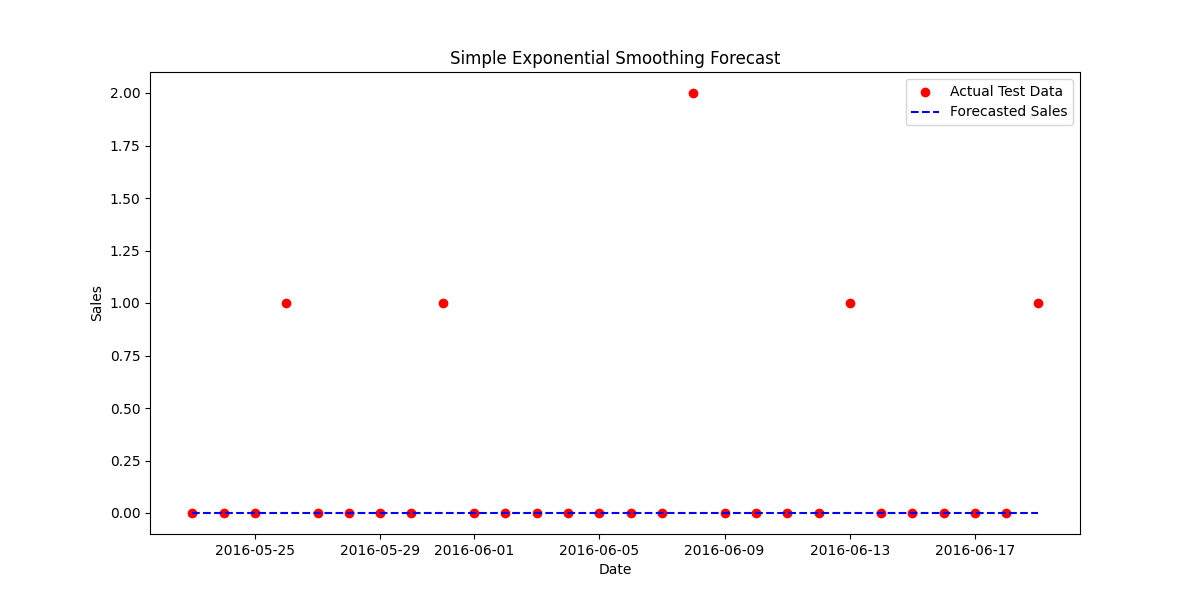 Simple Exponential Smoothing Forecast
Actual Test Data
Forecasted Sales
2.00
1.75
1.50
1.25
1.00
0.75
0.50
0.25
0.00
Sales
2016-05-25 2016-05-29 2016-06-01 2016-06-05 2016-06-09 2016-06-13 2016-06-17
Date